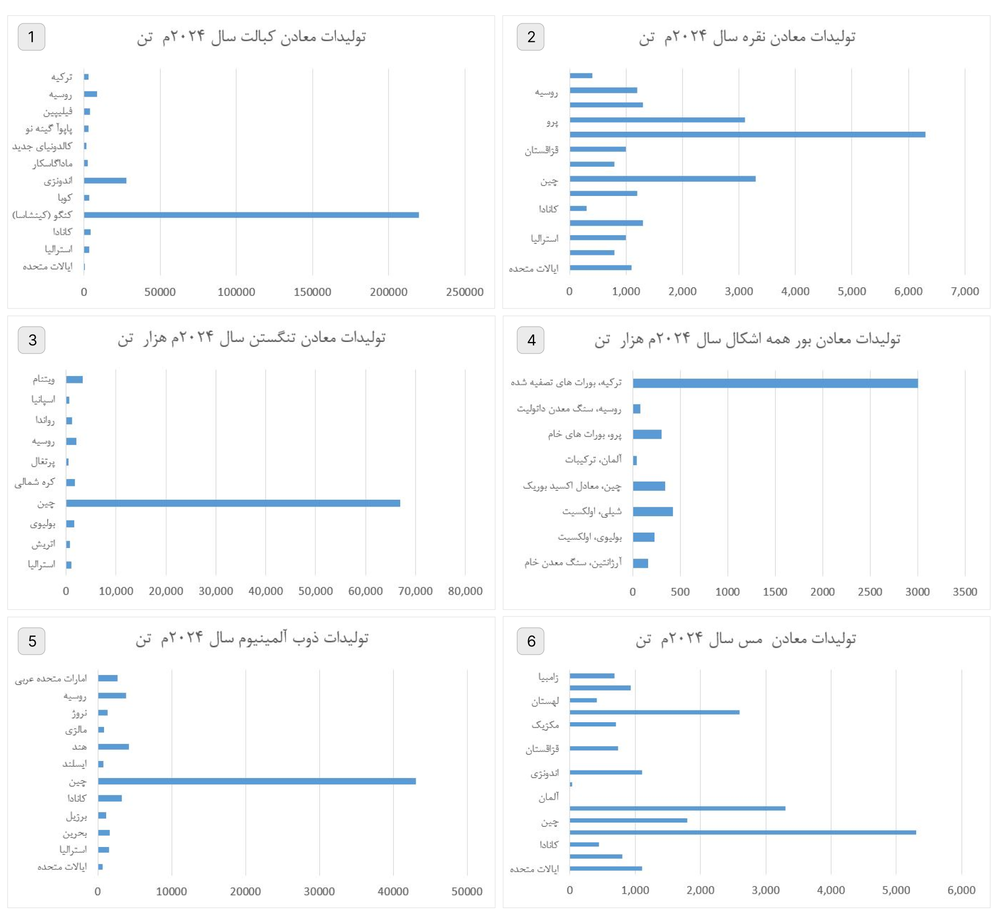 1
تولیدات معادن کبالت سال ۲۰۲۴م تن
ترکیه
روسیه
فیلیپین
پاپوآ گینه نو
کالدونیای جدید
ماداگاسکار
اندونزی
کوبا
کنگو (کینشاسا)
کانادا
استرالیا
ایالات متحده
0 50000 100000 150000 200000 250000
2
تولیدات معادن نقره سال ۲۰۲۴م تن
روسیه
پرو
قزاقستان
چین
کانادا
استرالیا
ایالات متحده
0 1,000 2,000 3,000 4,000 5,000 6,000 7,000
3
تولیدات معادن تنگستن سال ۲۰۲۴م هزار تن
ویتنام
اسپانیا
رواندا
روسیه
پرتغال
کره شمالی
چین
بولیوی
اتریش
استرالیا
0 10,000 20,000 30,000 40,000 50,000 60,000 70,000 80,000
4
تولیدات معادن بور همه اشکال سال ۲۰۲۴م هزار تن
ترکیه، بورات های تصفیه شده
روسیه، سنگ معدن داتولیت
پرو، بورات های خام
آلمان، ترکیبات
چین، معادل اکسید بوریک
شیلی، اولکسیت
بولیوی، اولکسیت
آرژانتین، سنگ معدن خام
0 500 1000 1500 2000 2500 3000 3500
5
تولیدات ذوب آلمینیوم سال ۲۰۲۴م تن
امارات متحده عربی
روسیه
نروژ
مالزی
هند
ایسلند
چین
کانادا
برزیل
بحرین
استرالیا
ایالات متحده
0 10000 20000 30000 40000 50000
6
تولیدات معادن مس سال ۲۰۲۴م تن
زامبیا
لهستان
مکزیک
قزاقستان
اندونزی
آلمان
چین
کانادا
ایالات متحده
0 1,000 2,000 3,000 4,000 5,000 6,000